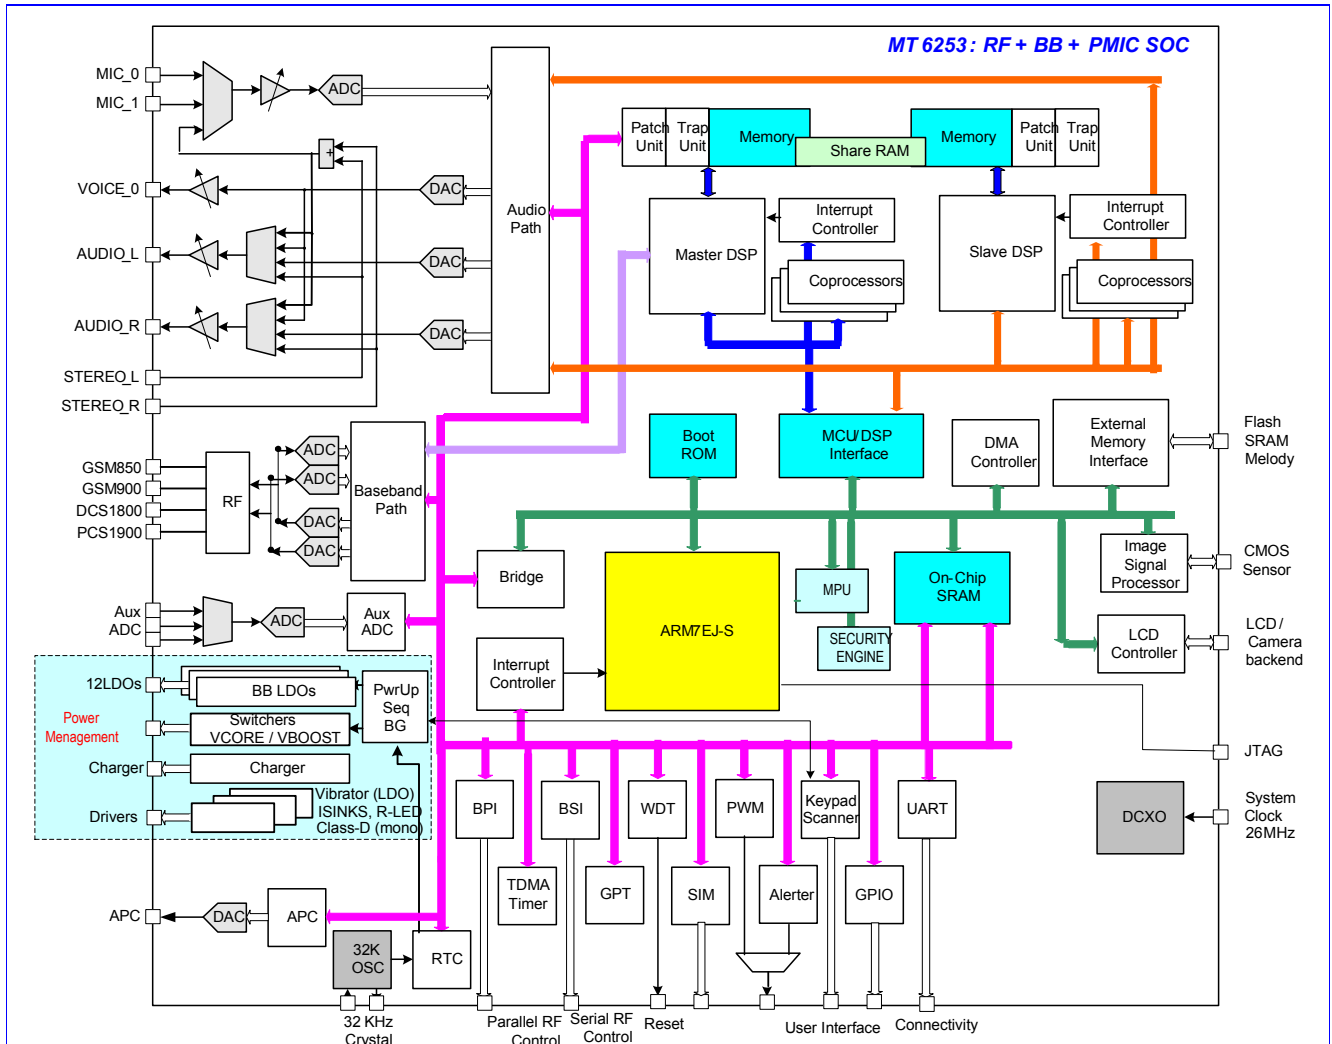 MT 6253: RF + BB + PMIC SOC
MIC_0
MIC_1
ADC
+
VOICE_0
DAC
AUDIO_L
DAC
AUDIO_R
DAC
STEREO_L
STEREO_R
Audio
Path
Patch
Unit
Trap
Unit
Memory
Share RAM
Memory
Patch
Unit
Trap
Unit
Master DSP
Interrupt
Controller
Coprocessors
Slave DSP
Interrupt
Controller
Coprocessors
GSM850
GSM900
DCS1800
PCS1900
RF
ADC
ADC
DAC
DAC
Baseband
Path
Boot
ROM
MCU/DSP
Interface
DMA
Controller
External
Memory
Interface
Flash
SRAM
Melody
Bridge
ARM7EJ-S
MPU
SECURITY
ENGINE
On-Chip
SRAM
Image
Signal
Processor
CMOS
Sensor
LCD
Controller
LCD /
Camera
backend
Aux
ADC
ADC
Aux
ADC
Interrupt
Controller
12LDOs
BB LDOs
PwrUp
Seq
BG
Power
Menagement
Switchers
VCORE / VBOOST
Charger
Charger
Drivers
Vibrator (LDO)
ISINKS, R-LED
Class-D (mono)
JTAG
BPI
BSI
WDT
PWM
Keypad
Scanner
UART
DCXO
System
Clock
26MHz
TDMA
Timer
GPT
SIM
Alerter
GPIO
APC
DAC
APC
32K
OSC
RTC
32 KHz
Crystal
Parallel RF
Control
Serial RF
Control
Reset
User Interface
Connectivity